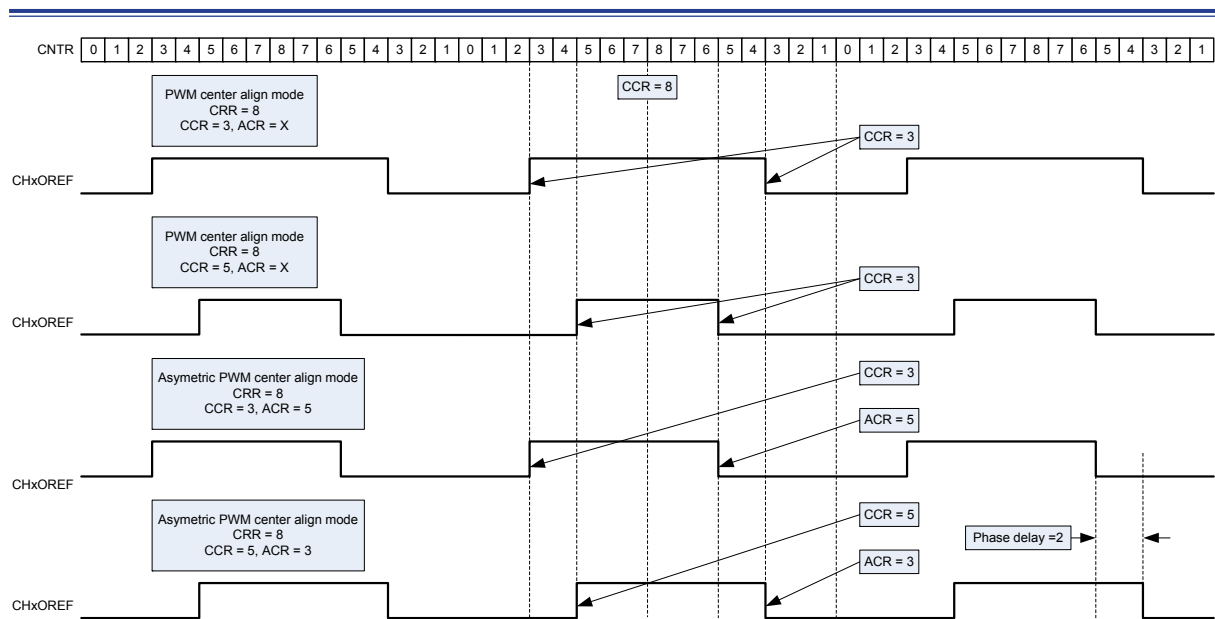 CNTR 0 1 2 3 4 5 6 7 8 7 6 5 4 3 2 1 0 1 2 3 4 5 6 7 8 7 6 5 4 3 2 1 0 1 2 3 4 5 6 7 8 7 6 5 4 3 2 1
PWM center align mode
CRR = 8
CCR = 3, ACR = X
CCR = 8
CCR = 3
CHxOREF
PWM center align mode
CRR = 8
CCR = 5, ACR = X
CCR = 3
CHxOREF
Asymetric PWM center align mode
CRR = 8
CCR = 3, ACR = 5
CCR = 3
ACR = 5
CHxOREF
Asymetric PWM center align mode
CRR = 8
CCR = 5, ACR = 3
CCR = 5
Phase delay =2
ACR = 3
CHxOREF